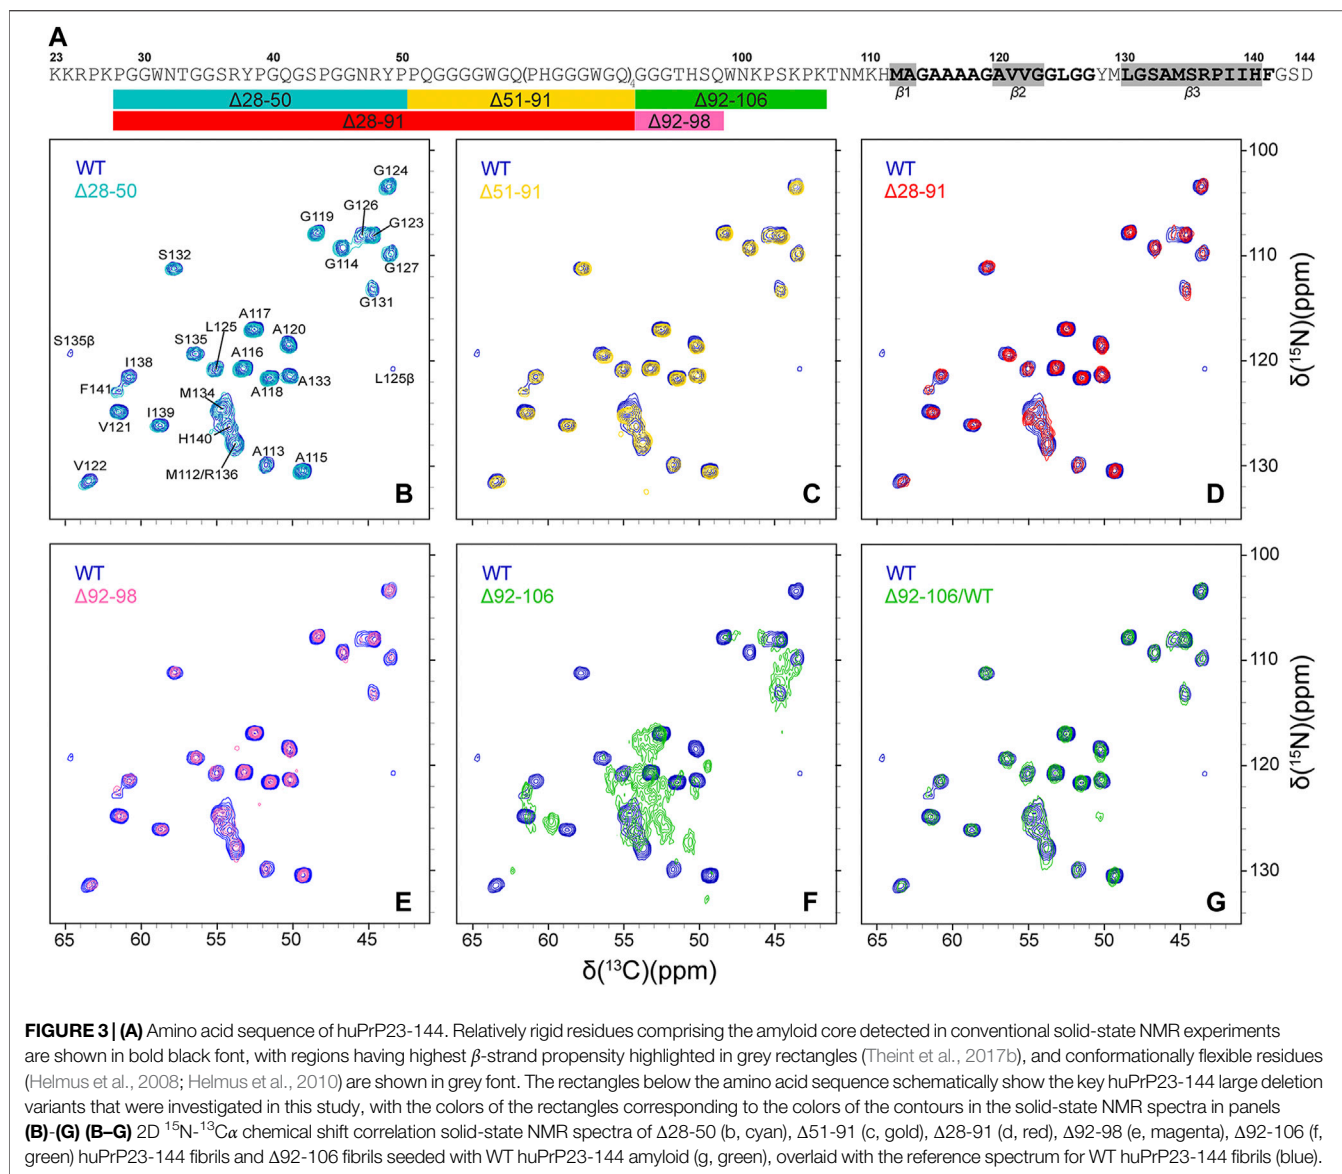 A
23 30 40 50 100 110 120 130 140 144
KKRPKPGGWNTGGSRYPGQGSPGGNRYPPQGGGGWGQ(PHGGGWGQ)4GGGTHSQWNKPSKPKTNMKHMAGAAAAGAVVGGLGGYMLGSAMSRPIIHFGSD
β1 β2 β3
Δ28-50 Δ51-91 Δ92-106
Δ28-91 Δ92-98
WT
Δ28-50
G124
G126
G119
G123
G114
G127
S132
G131
A117
L125
A120
S135
S135β
A116
I138
L125β
A133
F141
A118
M134
V121
I139
H140
A113
A115
M112/R136
V122
B
WT
Δ51-91
C
WT
Δ28-91
D
100
110
120
130
δ(15N)(ppm)
WT
Δ92-98
E
WT
Δ92-106
F
WT
Δ92-106/WT
G
100
110
120
130
δ(15N)(ppm)
65 60 55 50 45 65 60 55 50 45 65 60 55 50 45
δ(13C)(ppm)
FIGURE 3 | (A) Amino acid sequence of huPrP23-144. Relatively rigid residues comprising the amyloid core detected in conventional solid-state NMR experiments
are shown in bold black font, with regions having highest β-strand propensity highlighted in grey rectangles (Theint et al., 2017b), and conformationally flexible residues
(Helmus et al., 2008; Helmus et al., 2010) are shown in grey font. The rectangles below the amino acid sequence schematically show the key huPrP23-144 large deletion
variants that were investigated in this study, with the colors of the rectangles corresponding to the colors of the contours in the solid-state NMR spectra in panels
(B)-(G) (B–G) 2D 15N-13Cα chemical shift correlation solid-state NMR spectra of Δ28-50 (b, cyan), Δ51-91 (c, gold), Δ28-91 (d, red), Δ92-98 (e, magenta), Δ92-106 (f,
green) huPrP23-144 fibrils and Δ92-106 fibrils seeded with WT huPrP23-144 amyloid (g, green), overlaid with the reference spectrum for WT huPrP23-144 fibrils (blue).